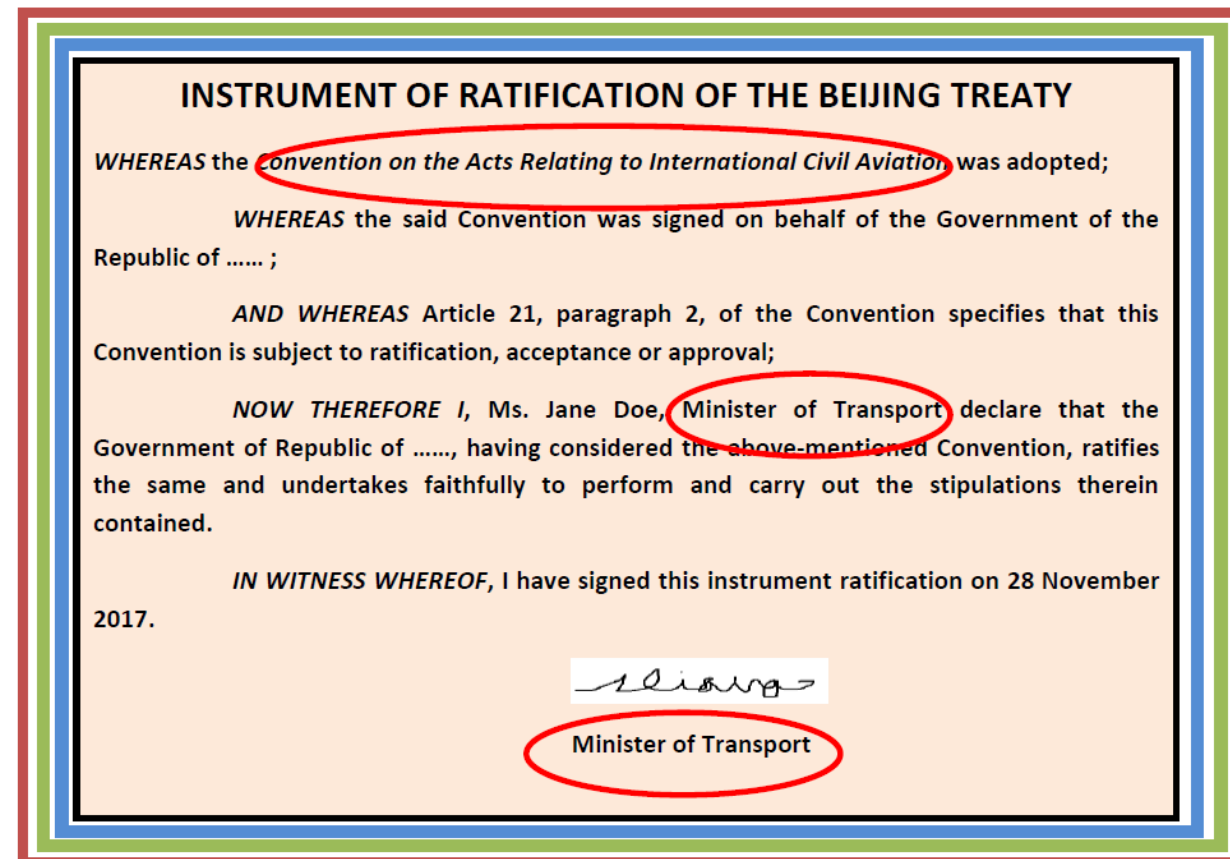 INSTRUMENT OF RATIFICATION OF THE BEIJING TREATY
WHEREAS the Convention on the Acts Relating to International Civil Aviation was adopted;
WHEREAS the said Convention was signed on behalf of the Government of the
Republic of ...... ;
AND WHEREAS Article 21, paragraph 2, of the Convention specifies that this
Convention is subject to ratification, acceptance or approval;
NOW THEREFORE I, Ms. Jane Doe, Minister of Transport declare that the
Government of Republic of ......, having considered the above-mentioned Convention, ratifies
the same and undertakes faithfully to perform and carry out the stipulations therein
contained.
IN WITNESS WHEREOF, I have signed this instrument ratification on 28 November
2017.
Minister of Transport